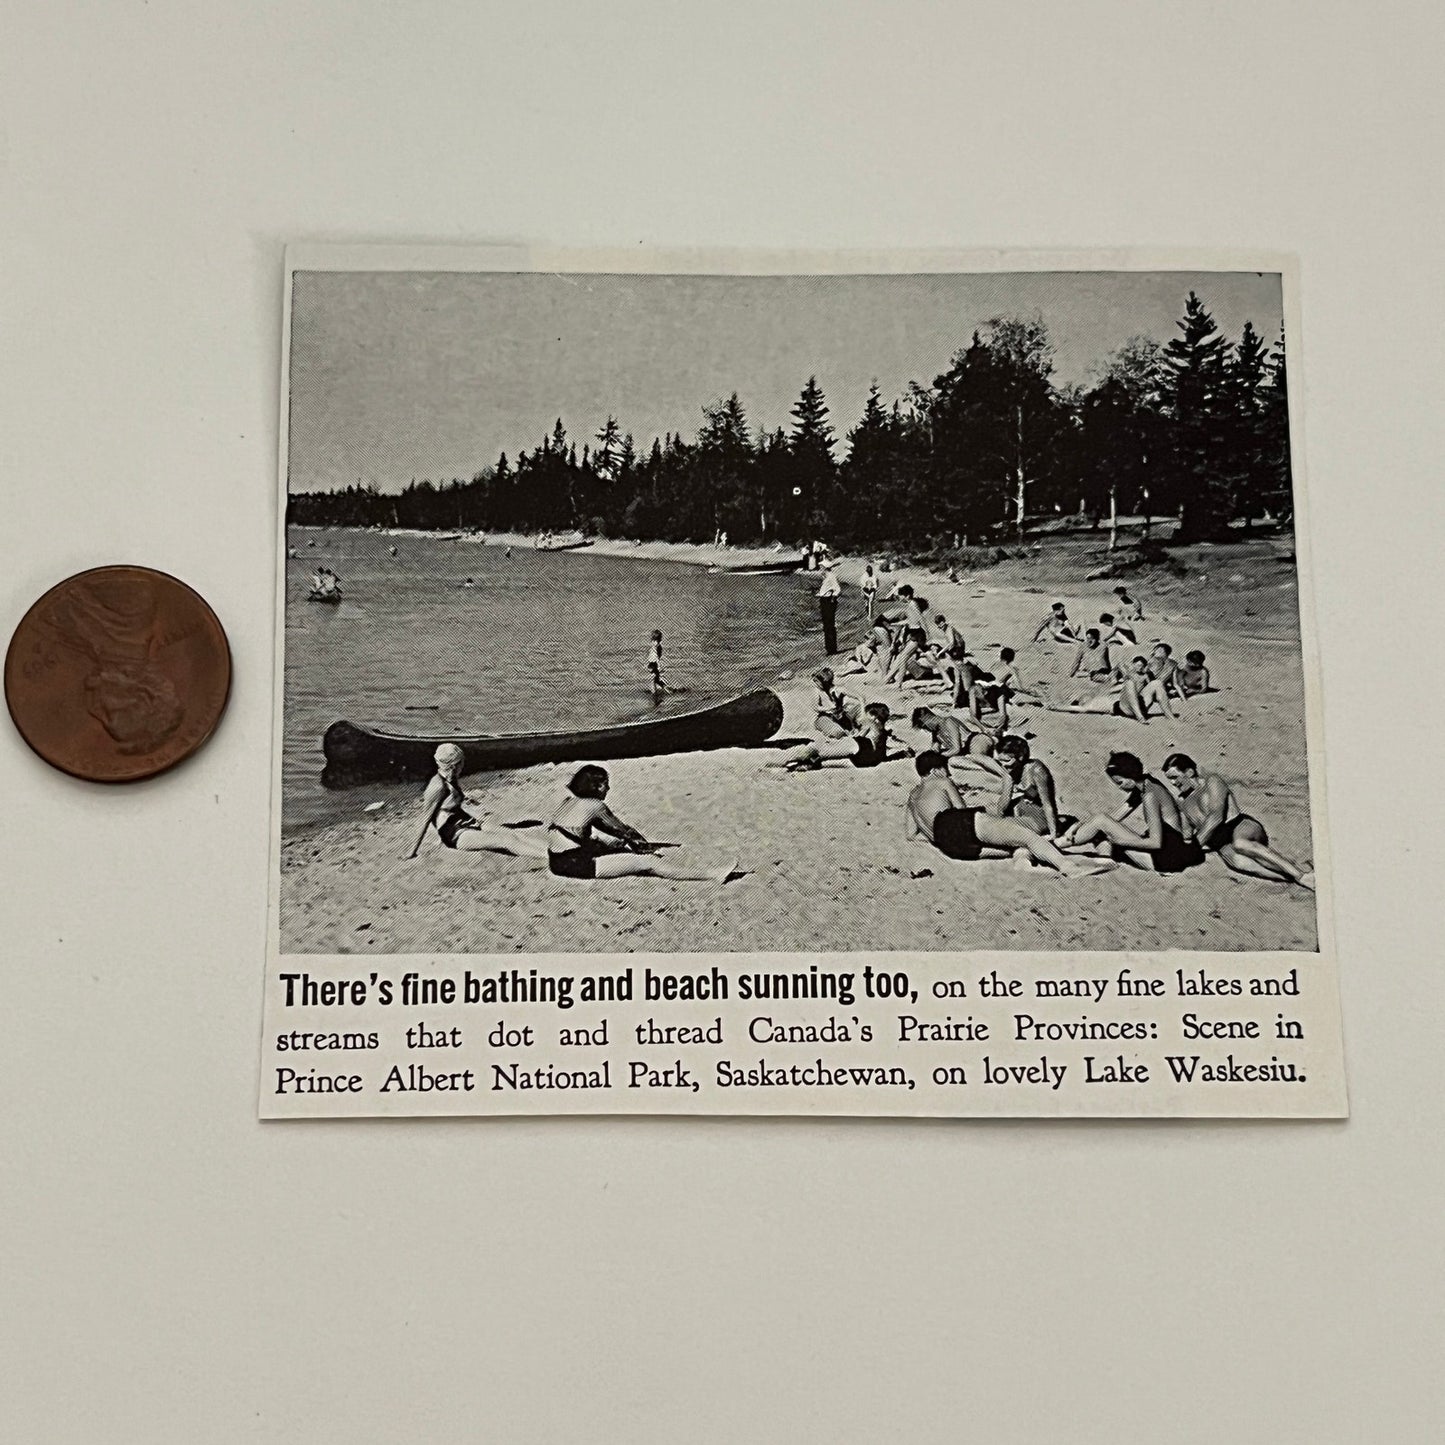 There's fine bathing and beach sunning too, on the many fine lakes and
streams that dot and thread Canada's Prairie Provinces: Scene in
Prince Albert National Park, Saskatchewan, on lovely Lake Waskesiu.